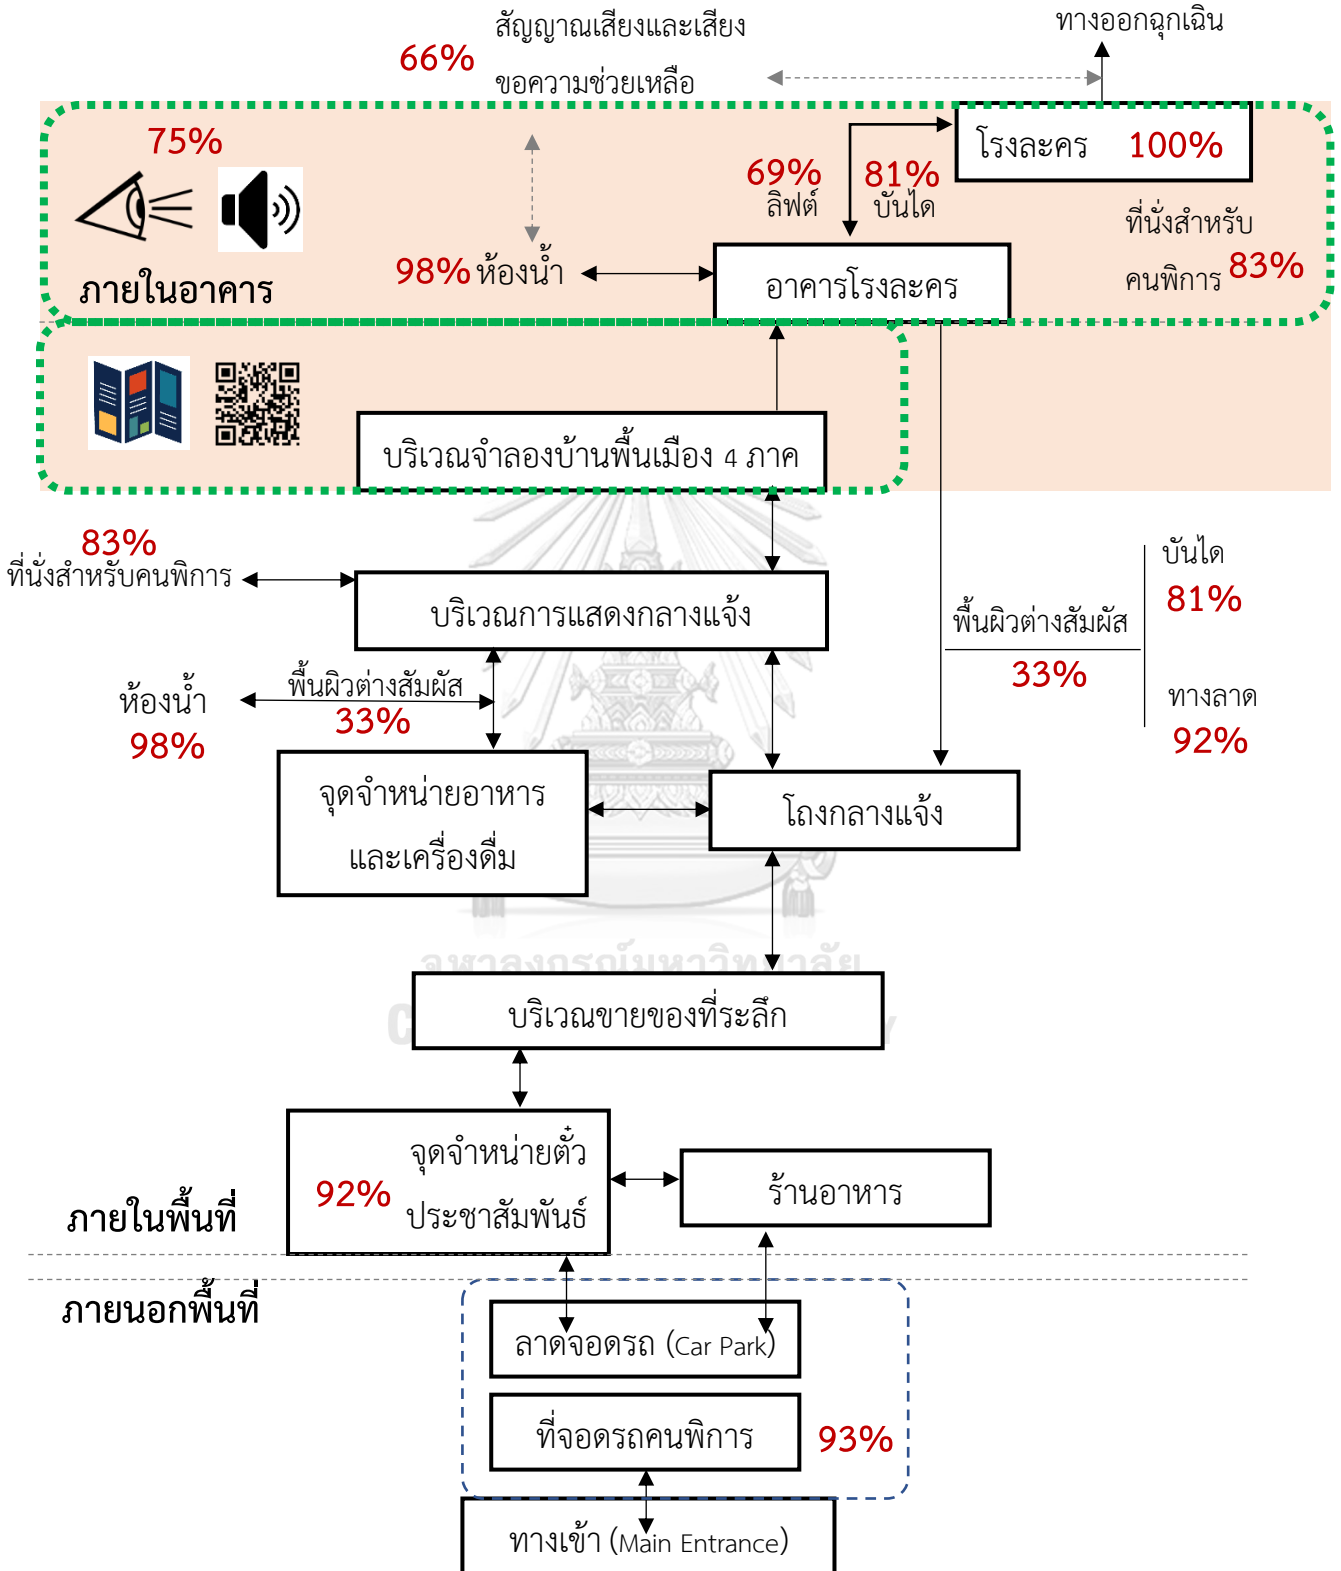 สัญญาณเสียงและเสียง
66%
ขอความช่วยเหลือ
ทางออกฉุกเฉิน
75%
โรงละคร 100%
69% 81%
ลิฟต์ บันได
ที่นั่งสำหรับ
คนพิการ 83%
98% ห้องน้ำ
ภายในอาคาร
อาคารโรงละคร
บริเวณจำลองบ้านพื้นเมือง 4 ภาค
83%
ที่นั่งสำหรับคนพิการ
บริเวณการแสดงกลางแจ้ง
บันได
81%
พื้นผิวต่างสัมผัส
33%
ทางลาด
92%
ห้องน้ำ
98%
พื้นผิวต่างสัมผัส
33%
จุดจำหน่ายอาหาร
และเครื่องดื่ม
โถงกลางแจ้ง
จุฬาลงกรณ์มหาวิทยาลัย
บริเวณขายของที่ระลึก
จุดจำหน่ายตั๋ว
92% ประชาสัมพันธ์
ร้านอาหาร
ภายในพื้นที่
ภายนอกพื้นที่
ลาดจอดรถ (Car Park)
ที่จอดรถคนพิการ 93%
ทางเข้า (Main Entrance)